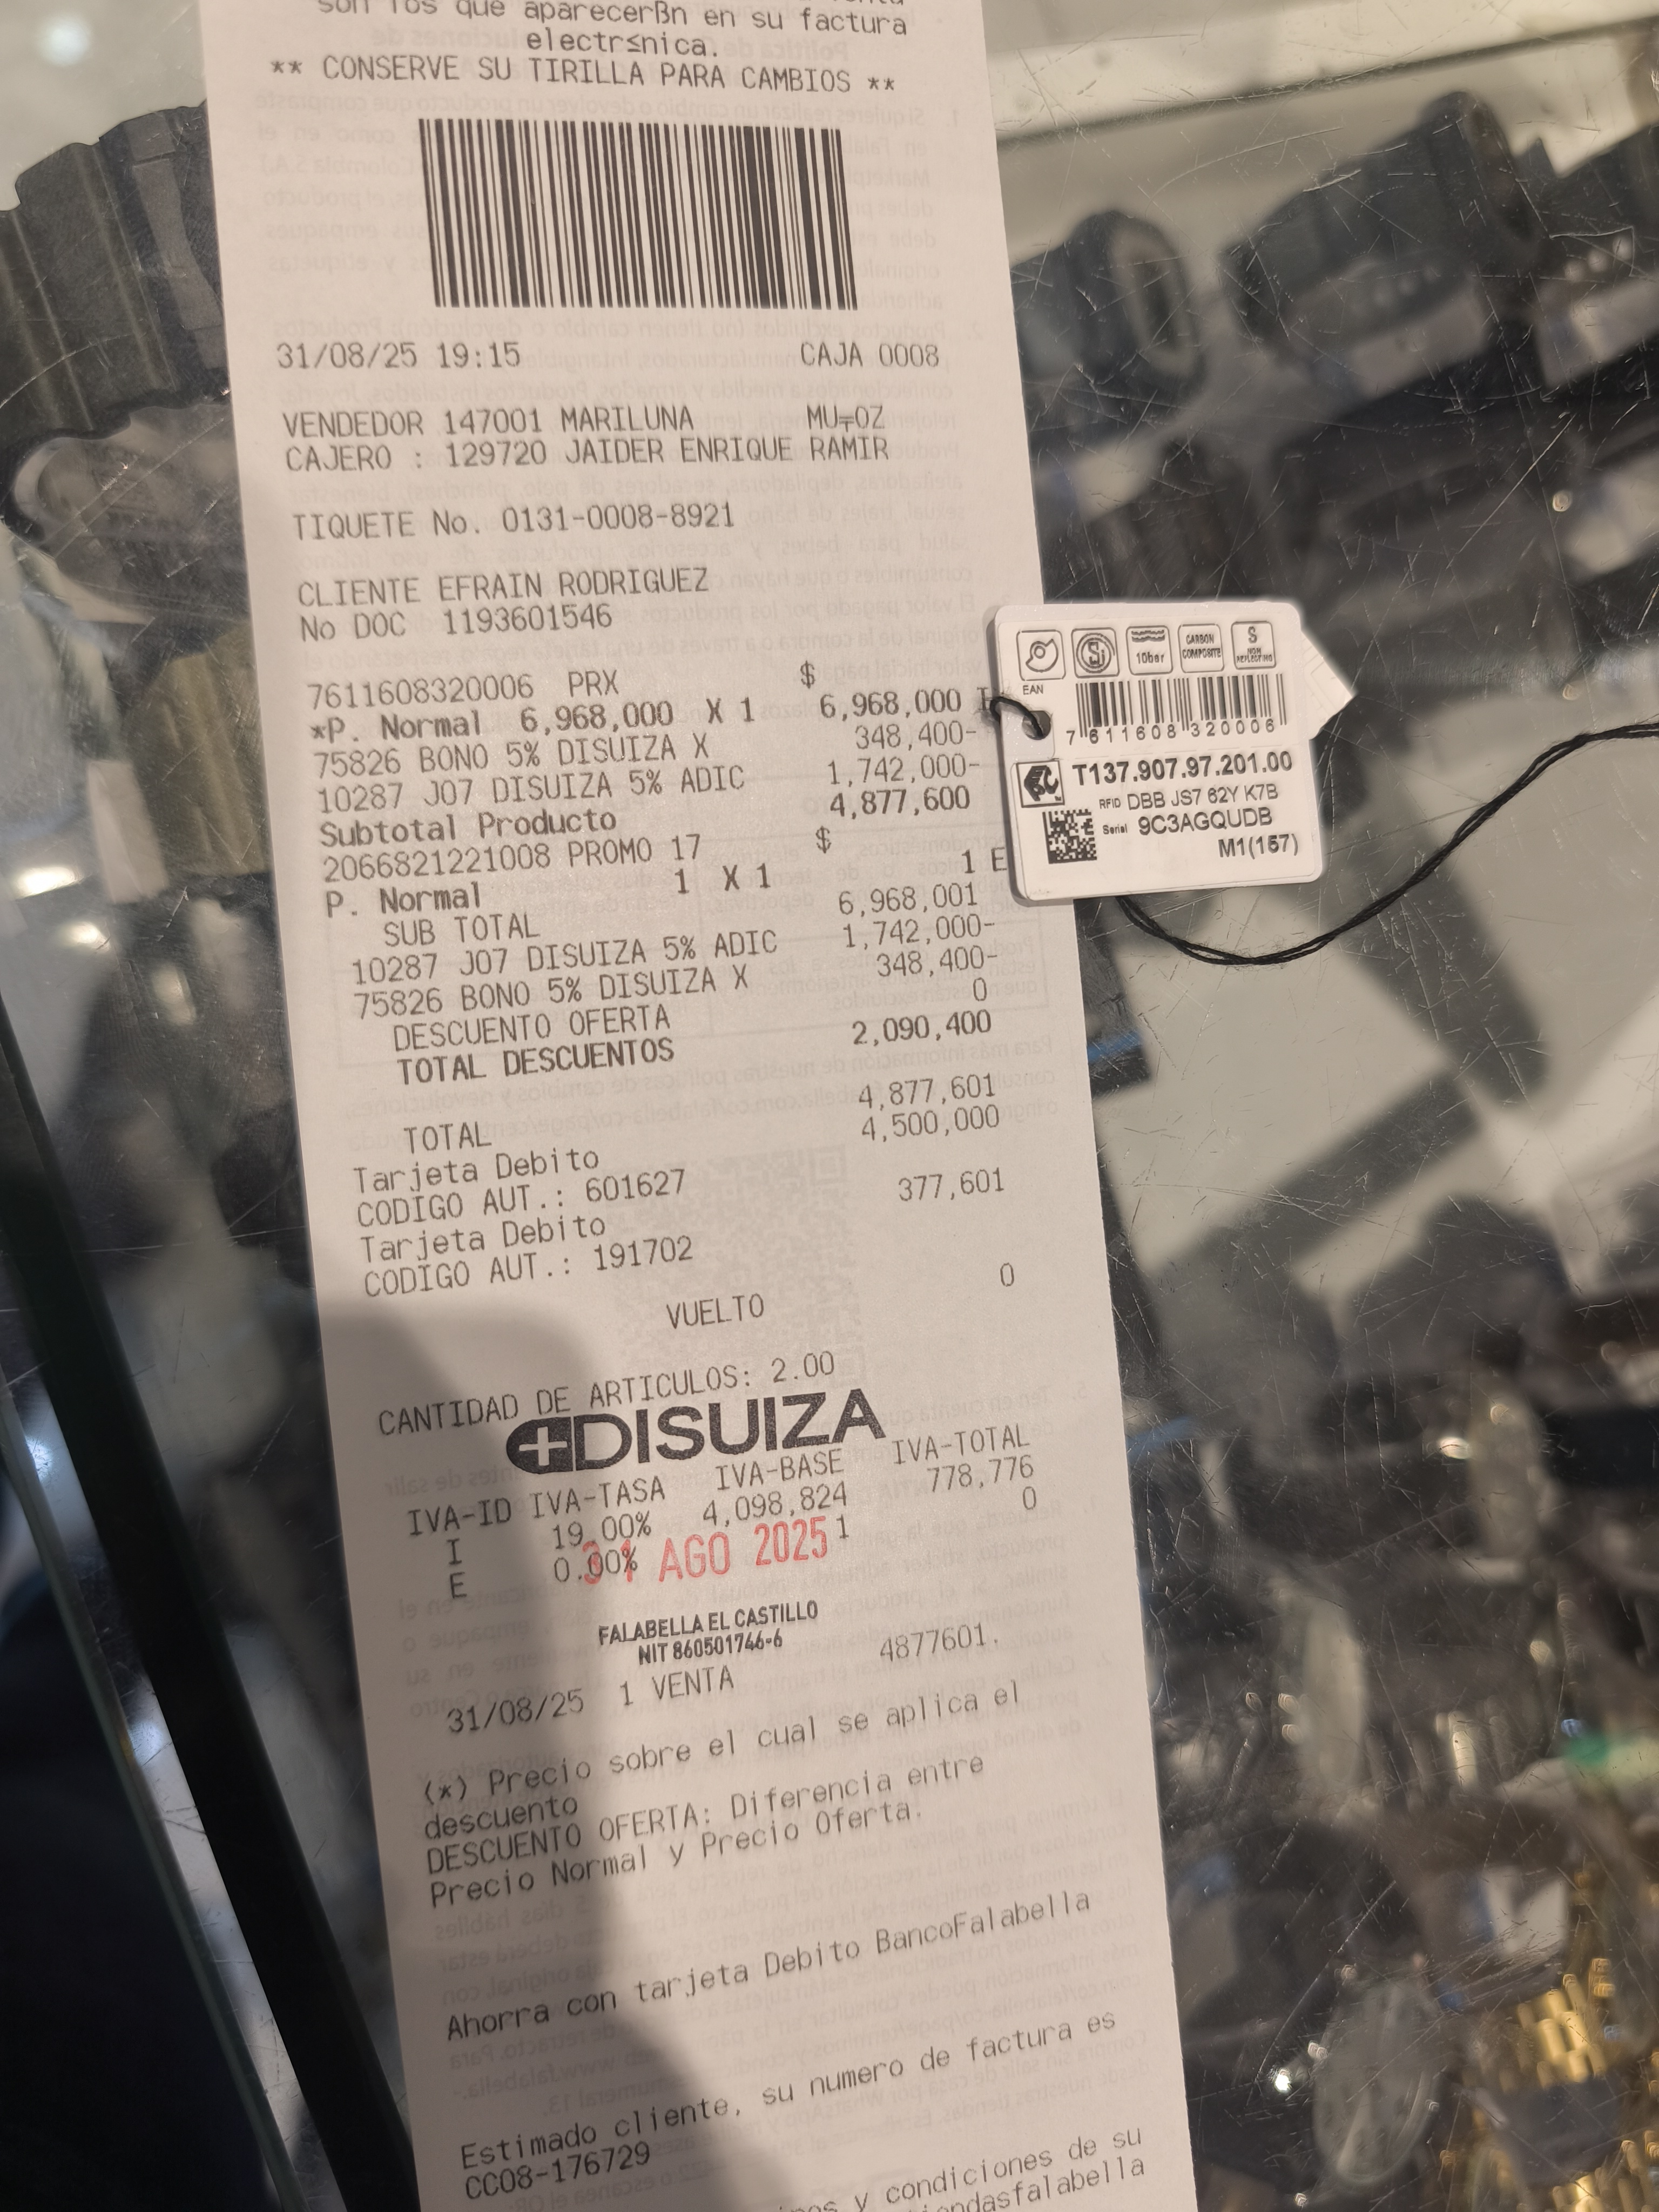 son los que aparecerßn en su factura
electr≤nica.
** CONSERVE SU TIRILLA PARA CAMBIOS **
31/08/25 19:15 CAJA 0008
VENDEDOR 147001 MARILUNA MU╤OZ
CAJERO : 129720 JAIDER ENRIQUE RAMIR
TIQUETE No. 0131-0008-8921
CLIENTE EFRAIN RODRIGUEZ
No DOC 1193601546
7611608320006 PRX $
*P. Normal 6,968,000 X 1 6,968,000 I
75826 BONO 5% DISUIZA X 348,400-
10287 J07 DISUIZA 5% ADIC 1,742,000-
Subtotal Producto 4,877,600
2066821221008 PROMO 17 $
P. Normal 1 X 1 1 E
SUB TOTAL 6,968,001
10287 J07 DISUIZA 5% ADIC 1,742,000-
75826 BONO 5% DISUIZA X 348,400-
DESCUENTO OFERTA 0
TOTAL DESCUENTOS 2,090,400
TOTAL 4,877,601
Tarjeta Debito 4,500,000
CODIGO AUT.: 601627
Tarjeta Debito 377,601
CODIGO AUT.: 191702
VUELTO 0
CANTIDAD DE ARTICULOS: 2.00
DISUIZA
IVA-ID IVA-TASA IVA-BASE IVA-TOTAL
I 19.00% 4,098,824 778,776
E 0.00% 1 0
31 AGO 2025
FALABELLA EL CASTILLO
NIT 860501746-6
31/08/25 1 VENTA 4877601.
(*) Precio sobre el cual se aplica el
descuento
DESCUENTO OFERTA: Diferencia entre
Precio Normal y Precio Oferta.
Ahorra con tarjeta Debito BancoFalabella
Estimado cliente, su numero de factura es
CC08-176729
y condiciones de su
10bar
CARBON
COMPOSITE
S
NON
REFLECTING
EAN
7 611608 320006
T137.907.97.201.00
RFID DBB JS7 62Y K7B
Serial 9C3AGQUDB
M1(157)